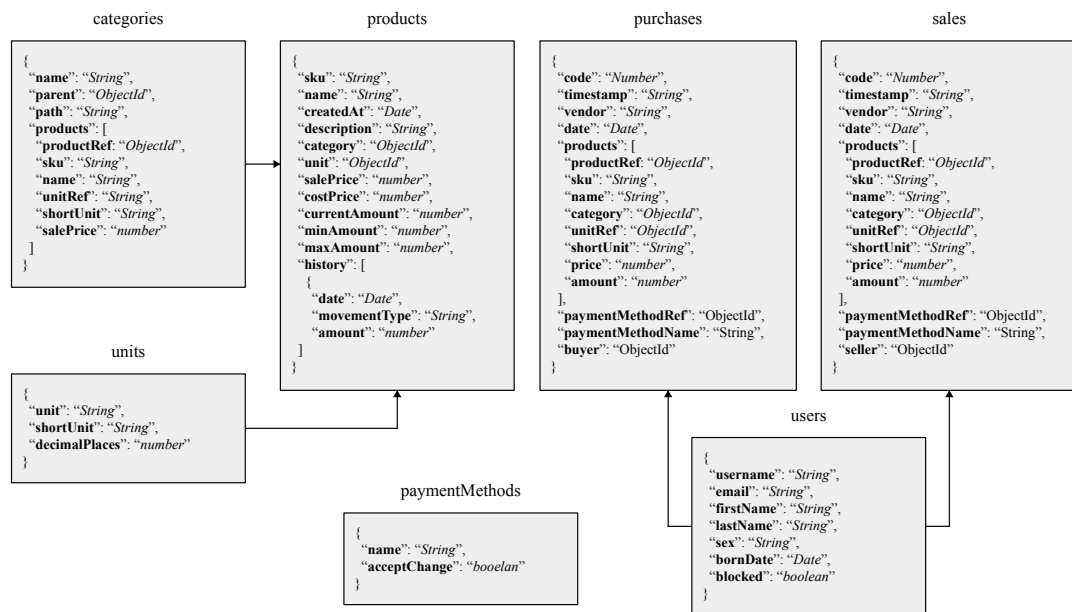 categories
{
“name”: “String”,
“parent”: “ObjectId”,
“path”: “String”,
“products”: [
“productRef”: “ObjectId”,
“sku”: “String”,
“name”: “String”,
“unitRef”: “String”,
“shortUnit”: “String”,
“salePrice”: “number”
]
}
products
{
“sku”: “String”,
“name”: “String”,
“createdAt”: “Date”,
“description”: “String”,
“category”: “ObjectId”,
“unit”: “ObjectId”,
“salePrice”: “number”,
“costPrice”: “number”,
“currentAmount”: “number”,
“minAmount”: “number”,
“maxAmount”: “number”,
“history”: [
{
“date”: “Date”,
“movementType”: “String”,
“amount”: “number”
]
}
purchases
{
“code”: “Number”,
“timestamp”: “String”,
“vendor”: “String”,
“date”: “Date”,
“products”: [
“productRef”: “ObjectId”,
“sku”: “String”,
“name”: “String”,
“category”: “ObjectId”,
“unitRef”: “ObjectId”,
“shortUnit”: “String”,
“price”: “number”,
“amount”: “number”
],
“paymentMethodRef”: “ObjectId”,
“paymentMethodName”: “String”,
“buyer”: “ObjectId”
}
sales
{
“code”: “Number”,
“timestamp”: “String”,
“vendor”: “String”,
“date”: “Date”,
“products”: [
“productRef”: “ObjectId”,
“sku”: “String”,
“name”: “String”,
“category”: “ObjectId”,
“unitRef”: “ObjectId”,
“shortUnit”: “String”,
“price”: “number”,
“amount”: “number”
],
“paymentMethodRef”: “ObjectId”,
“paymentMethodName”: “String”,
“seller”: “ObjectId”
}
units
{
“unit”: “String”,
“shortUnit”: “String”,
“decimalPlaces”: “number”
}
paymentMethods
{
“name”: “String”,
“acceptChange”: “booelan”
}
users
{
“username”: “String”,
“email”: “String”,
“firstName”: “String”,
“lastName”: “String”,
“sex”: “String”,
“bornDate”: “Date”,
“blocked”: “boolean”
}